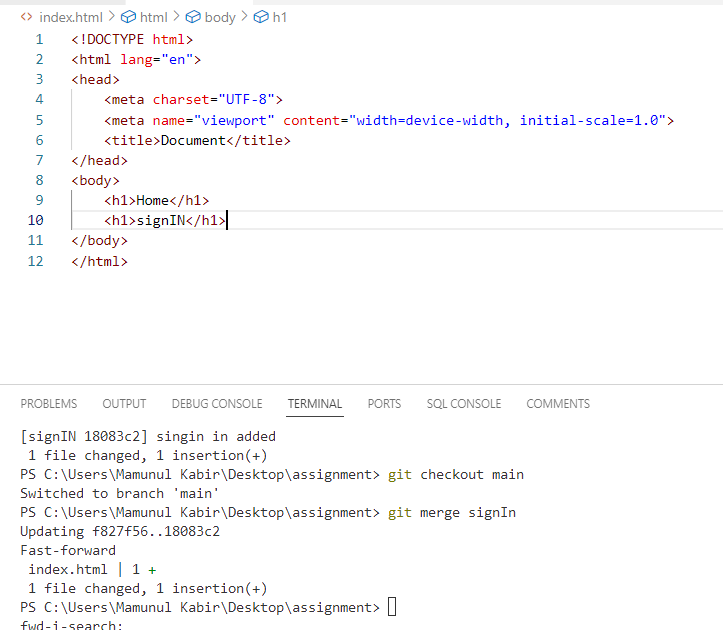 index.html > html > body > h1
1 <!DOCTYPE html>
2 <html lang="en">
3 <head>
4     <meta charset="UTF-8">
5     <meta name="viewport" content="width=device-width, initial-scale=1.0">
6     <title>Document</title>
7 </head>
8 <body>
9     <h1>Home</h1>
10     <h1>signIN</h1>
11 </body>
12 </html>
PROBLEMS OUTPUT DEBUG CONSOLE TERMINAL PORTS SQL CONSOLE COMMENTS
[signIN 18083c2] singin in added
 1 file changed, 1 insertion(+)
PS C:\Users\Mamunul Kabir\Desktop\assignment> git checkout main
Switched to branch 'main'
PS C:\Users\Mamunul Kabir\Desktop\assignment> git merge signIn
Updating f827f56..18083c2
Fast-forward
 index.html | 1 +
 1 file changed, 1 insertion(+)
PS C:\Users\Mamunul Kabir\Desktop\assignment>
fwd-i-search: